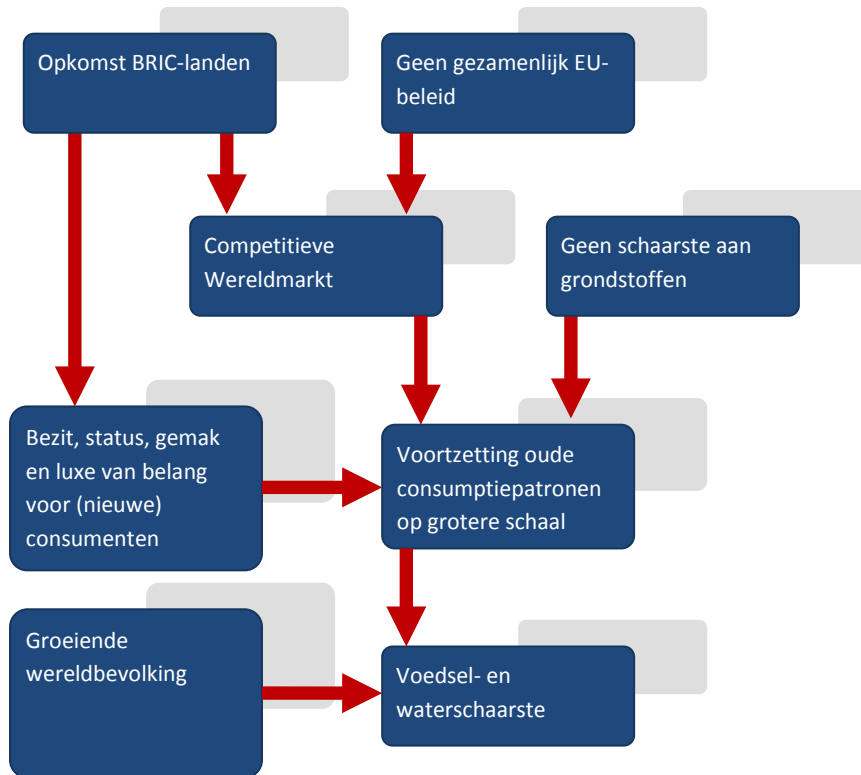 Opkomst BRIC-landen
Geen gezamenlijk EU-
beleid
Competitieve
Wereldmarkt
Geen schaarste aan
grondstoffen
Bezit, status, gemak
en luxe van belang
voor (nieuwe)
consumenten
Voortzetting oude
consumptiepatronen
op grotere schaal
Groeiende
wereldbevolking
Voedsel- en
waterschaarste